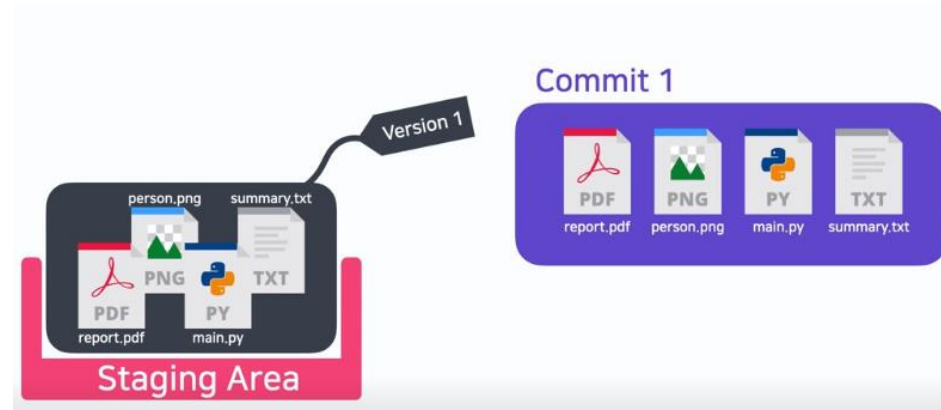 Commit 1
Version 1
person.png
summary.txt
PNG
TXT
PDF
PY
report.pdf
main.py
Staging Area
PDF
PNG
PY
TXT
report.pdf
person.png
main.py
summary.txt